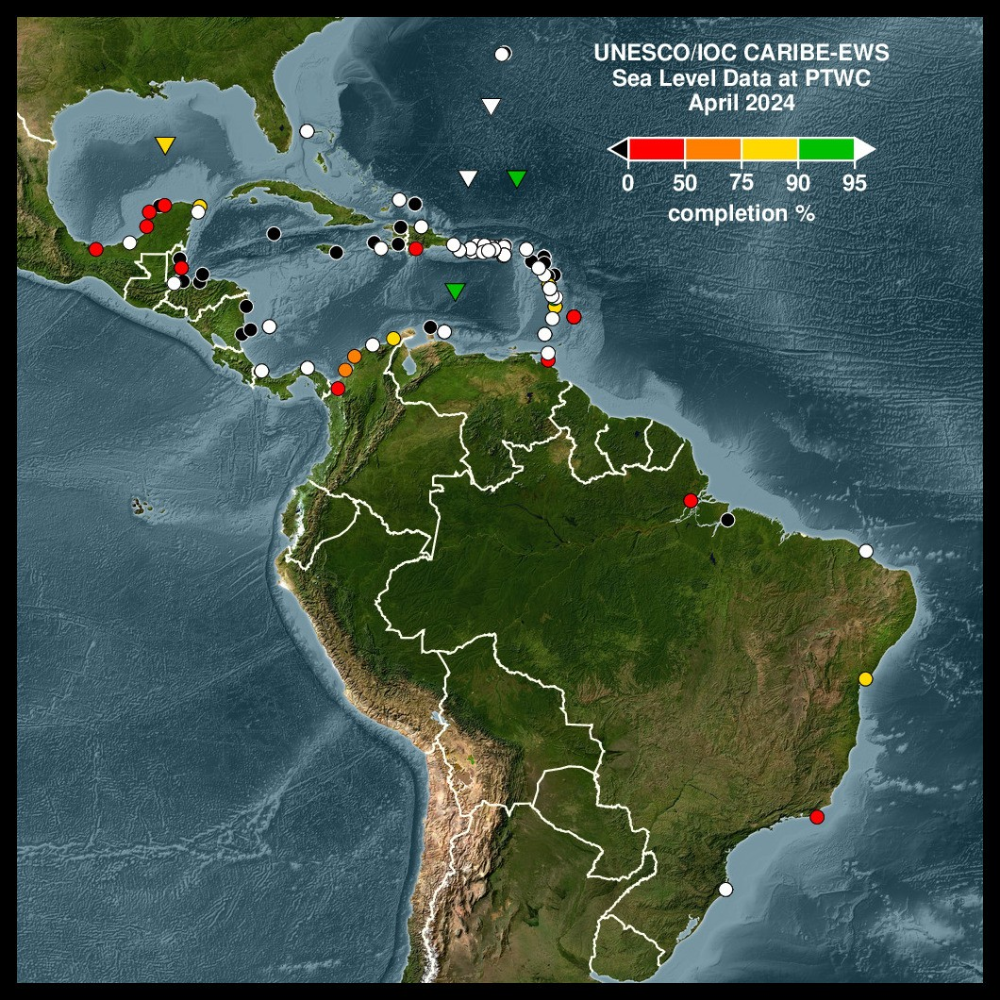 UNESCO/IOC CARIBE-EWS
Sea Level Data at PTWC
April 2024
0 50 75 90 95
completion %